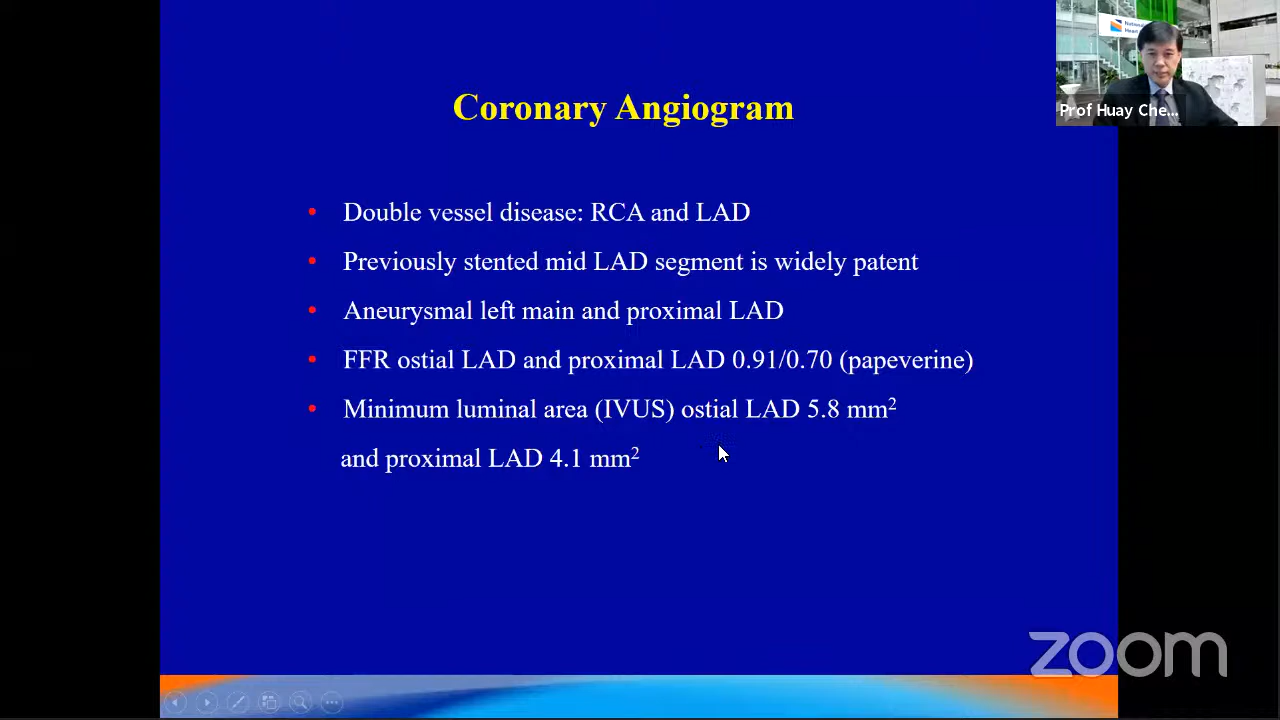 Coronary Angiogram
• Double vessel disease: RCA and LAD
• Previously stented mid LAD segment is widely patent
• Aneurysmal left main and proximal LAD
• FFR ostial LAD and proximal LAD 0.91/0.70 (papeverine)
• Minimum luminal area (IVUS) ostial LAD 5.8 mm²
and proximal LAD 4.1 mm²
National
Heart
Prof Huay Che...
zoom